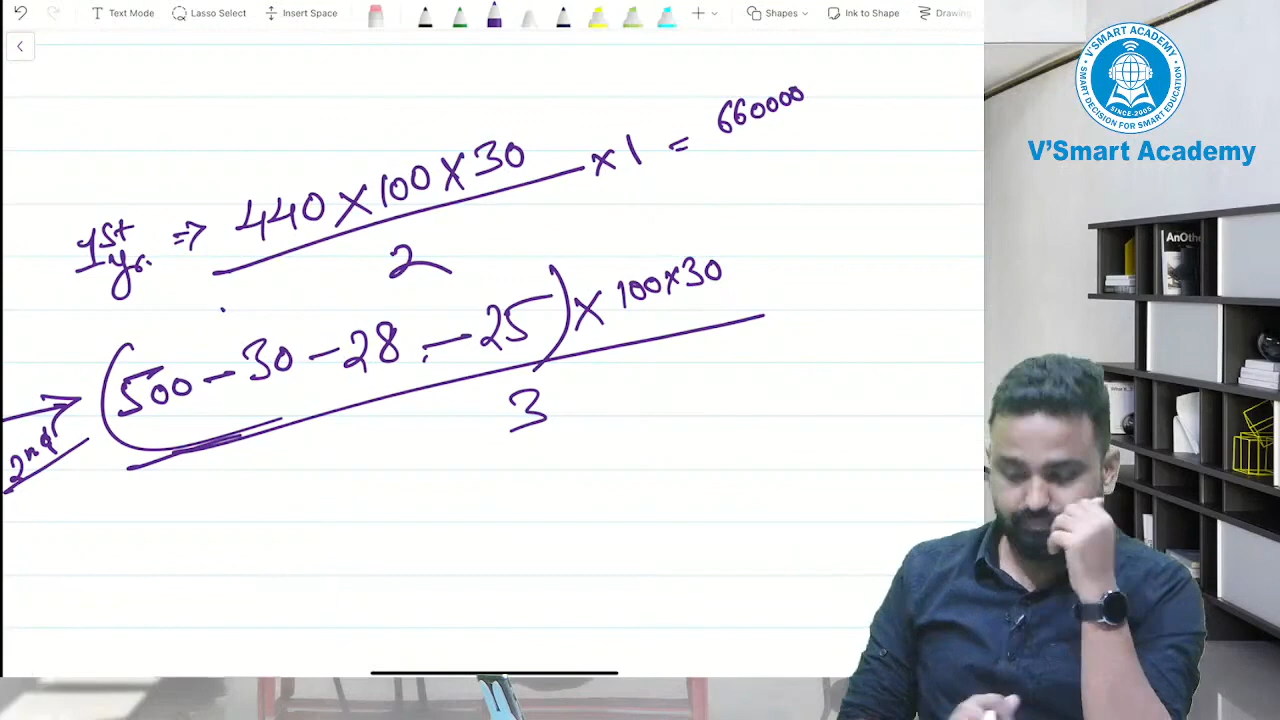 Text Mode Lasso Select Insert Space Shapes Ink to Shape Drawing
V'SMART ACADEMY
SINCE-2005
SMART DECISION FOR SMART EDUCATION
V'Smart Academy
1st yr. ⇒ 440 × 100 × 30 / 2 × 1 = 660000
2nd → (500 - 30 - 28 - 25) × 100 × 30 / 3
AnOthe